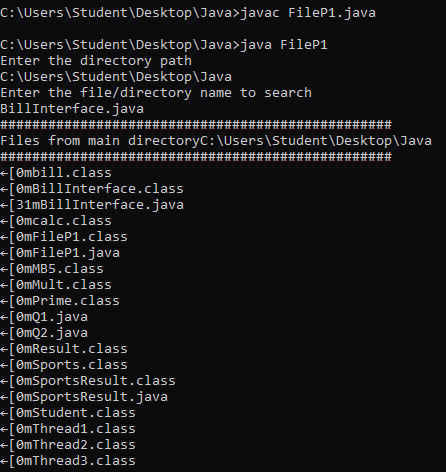 C:\Users\Student\Desktop\Java>javac FileP1.java
C:\Users\Student\Desktop\Java>java FileP1
Enter the directory path
C:\Users\Student\Desktop\Java
Enter the file/directory name to search
BillInterface.java
#################################################
Files from main directoryC:\Users\Student\Desktop\Java
#################################################
←[0mbill.class
←[0mBillInterface.class
←[31mBillInterface.java
←[0mcalc.class
←[0mFileP1.class
←[0mFileP1.java
←[0mMB5.class
←[0mMult.class
←[0mPrime.class
←[0mQ1.java
←[0mQ2.java
←[0mResult.class
←[0mSports.class
←[0mSportsResult.class
←[0mSportsResult.java
←[0mStudent.class
←[0mThread1.class
←[0mThread2.class
←[0mThread3.class